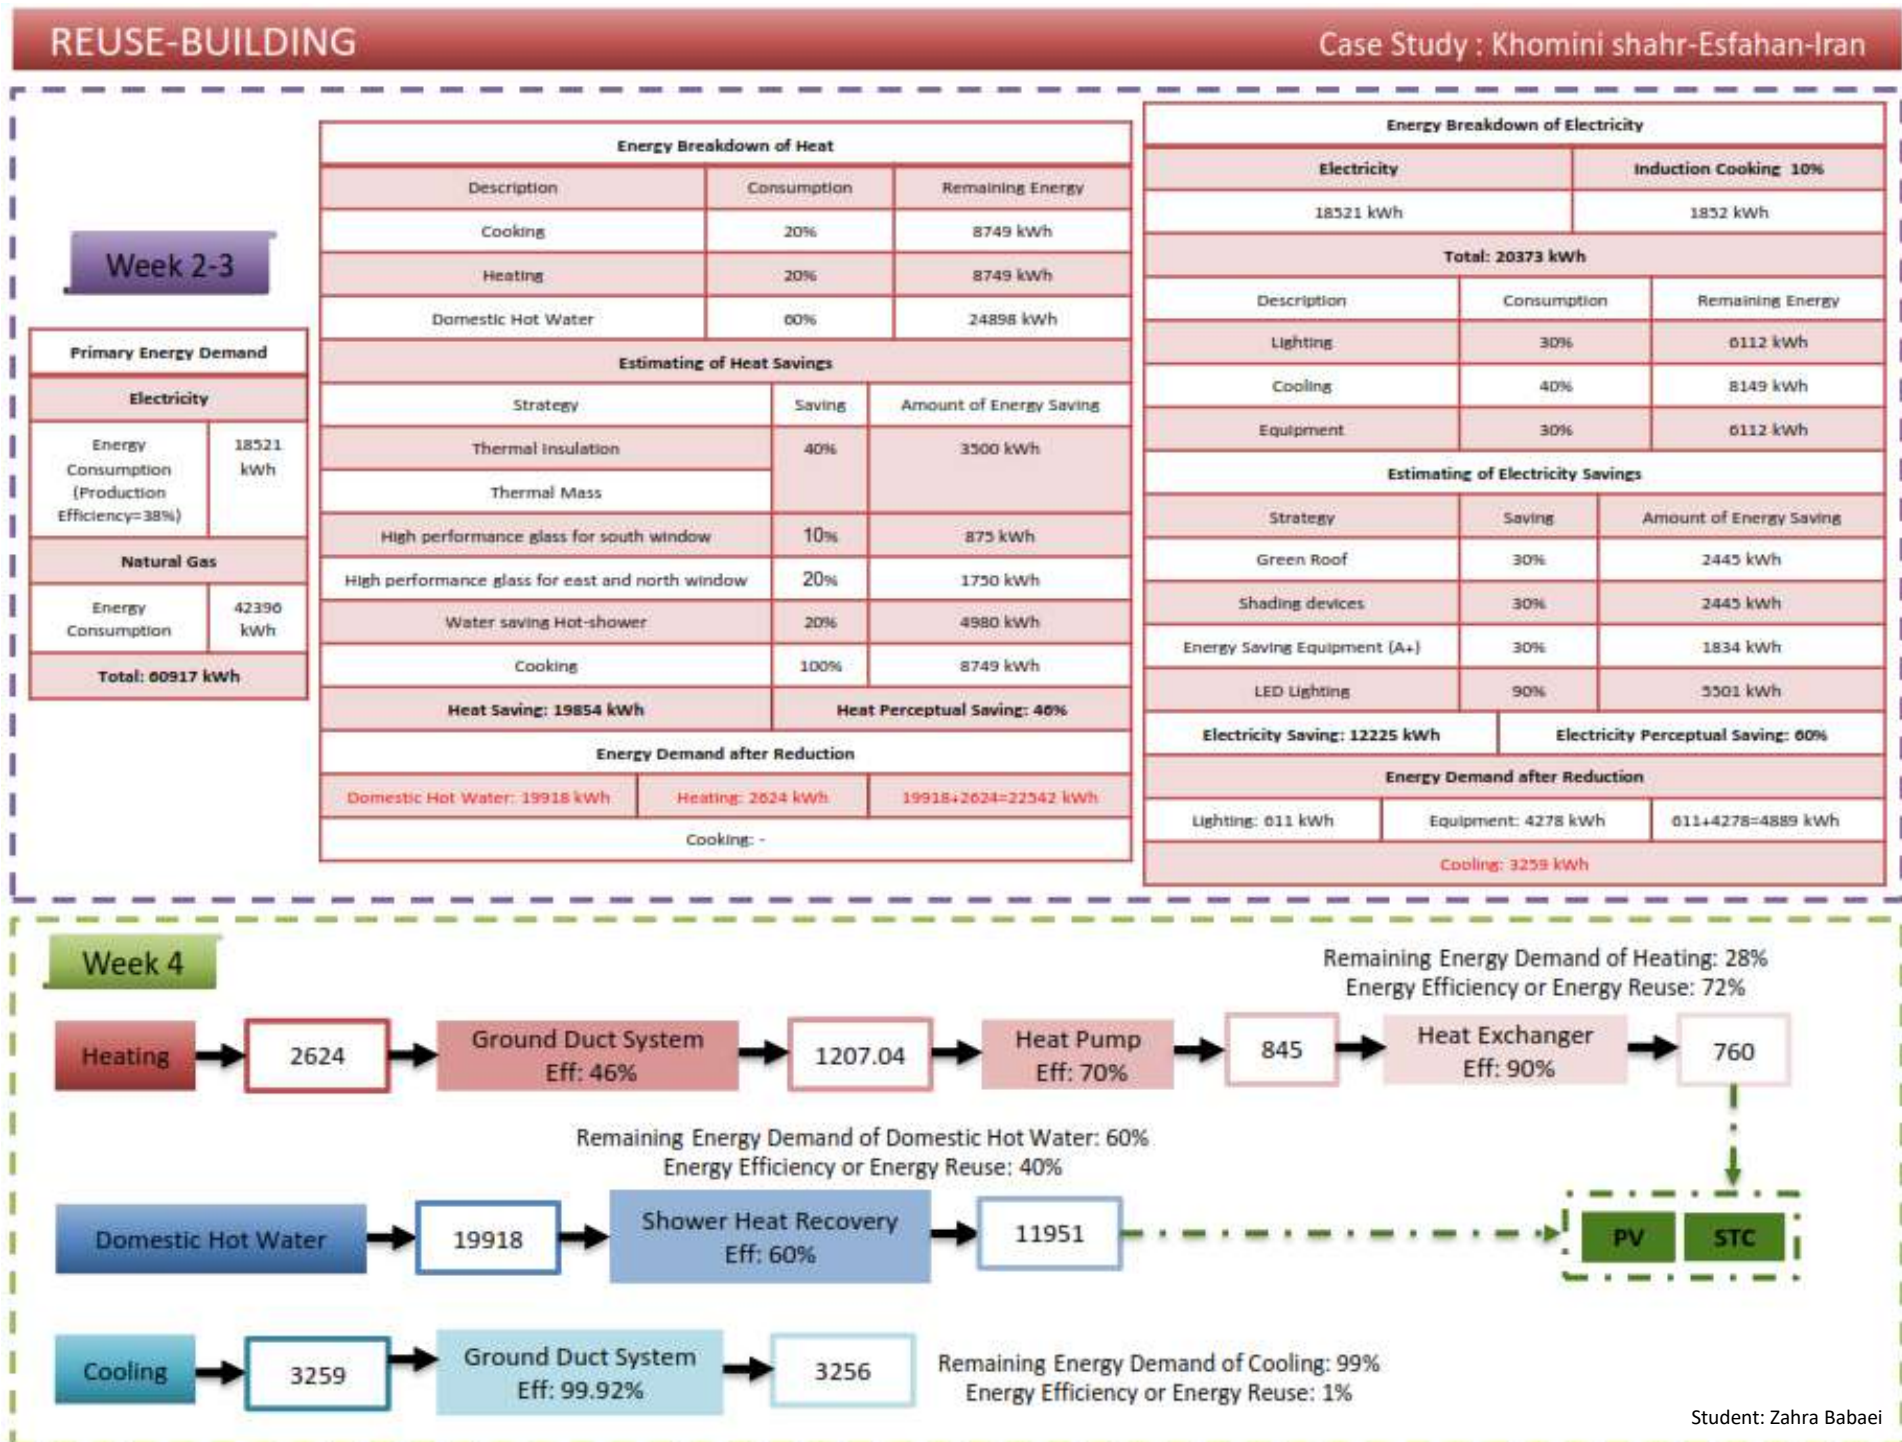 REUSE-BUILDING
Case Study : Khomini shahr-Esfahan-Iran
Week 2-3
Primary Energy Demand
Electricity
Energy
Consumption
(Production
Efficiency=38%)
18521
kWh
Natural Gas
Energy
Consumption
42396
kWh
Total: 60917 kWh
Energy Breakdown of Heat
Description Consumption Remaining Energy
Cooking 20% 8749 kWh
Heating 20% 8749 kWh
Domestic Hot Water 60% 24898 kWh
Estimating of Heat Savings
Strategy Saving Amount of Energy Saving
Thermal Insulation 40% 3500 kWh
Thermal Mass
High performance glass for south window 10% 875 kWh
High performance glass for east and north window 20% 1750 kWh
Water saving Hot-shower 20% 4980 kWh
Cooking 100% 8749 kWh
Heat Saving: 19854 kWh Heat Perceptual Saving: 46%
Energy Demand after Reduction
Domestic Hot Water: 19918 kWh Heating: 2624 kWh 19918+2624=22542 kWh
Cooking: -
Energy Breakdown of Electricity
Electricity Induction Cooking 10%
18521 kWh 1852 kWh
Total: 20373 kWh
Description Consumption Remaining Energy
Lighting 30% 6112 kWh
Cooling 40% 8149 kWh
Equipment 30% 6112 kWh
Estimating of Electricity Savings
Strategy Saving Amount of Energy Saving
Green Roof 30% 2445 kWh
Shading devices 30% 2445 kWh
Energy Saving Equipment (A+) 30% 1834 kWh
LED Lighting 90% 5501 kWh
Electricity Saving: 12225 kWh Electricity Perceptual Saving: 60%
Energy Demand after Reduction
Lighting: 611 kWh Equipment: 4278 kWh 611+4278=4889 kWh
Cooling: 3259 kWh
Week 4
Remaining Energy Demand of Heating: 28%
Energy Efficiency or Energy Reuse: 72%
Heating
2624
Ground Duct System
Eff: 46%
1207.04
Heat Pump
Eff: 70%
845
Heat Exchanger
Eff: 90%
760
Remaining Energy Demand of Domestic Hot Water: 60%
Energy Efficiency or Energy Reuse: 40%
Domestic Hot Water
19918
Shower Heat Recovery
Eff: 60%
11951
PV
STC
Cooling
3259
Ground Duct System
Eff: 99.92%
3256
Remaining Energy Demand of Cooling: 99%
Energy Efficiency or Energy Reuse: 1%
Student: Zahra Babaei